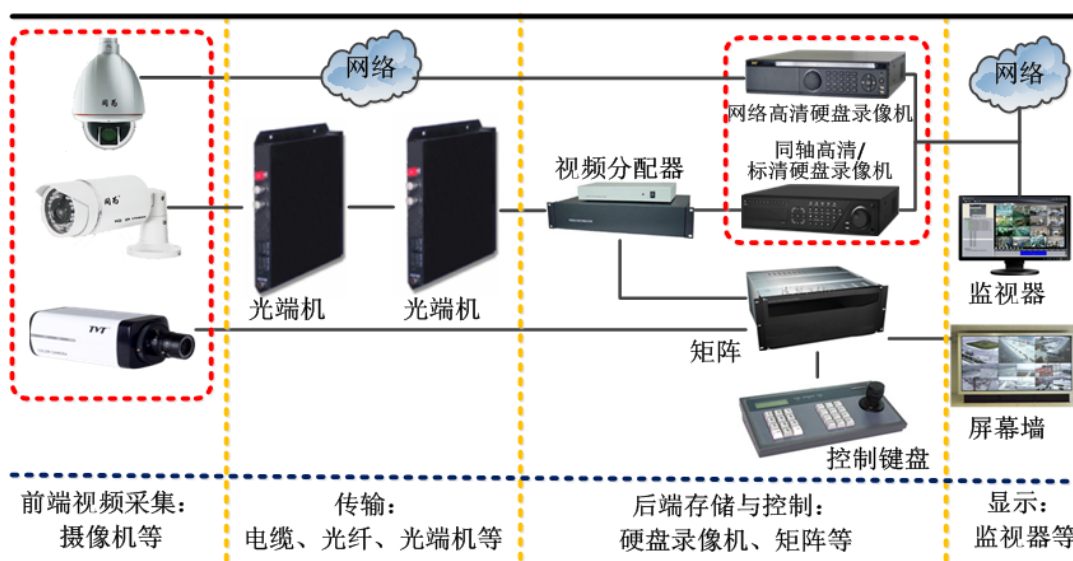 网络
网络
网络高清硬盘录像机
同轴高清/
标清硬盘录像机
视频分配器
光端机
光端机
监视器
TVT
矩阵
屏幕墙
控制键盘
前端视频采集：
摄像机等
传输：
电缆、光纤、光端机等
后端存储与控制：
硬盘录像机、矩阵等
显示：
监视器等